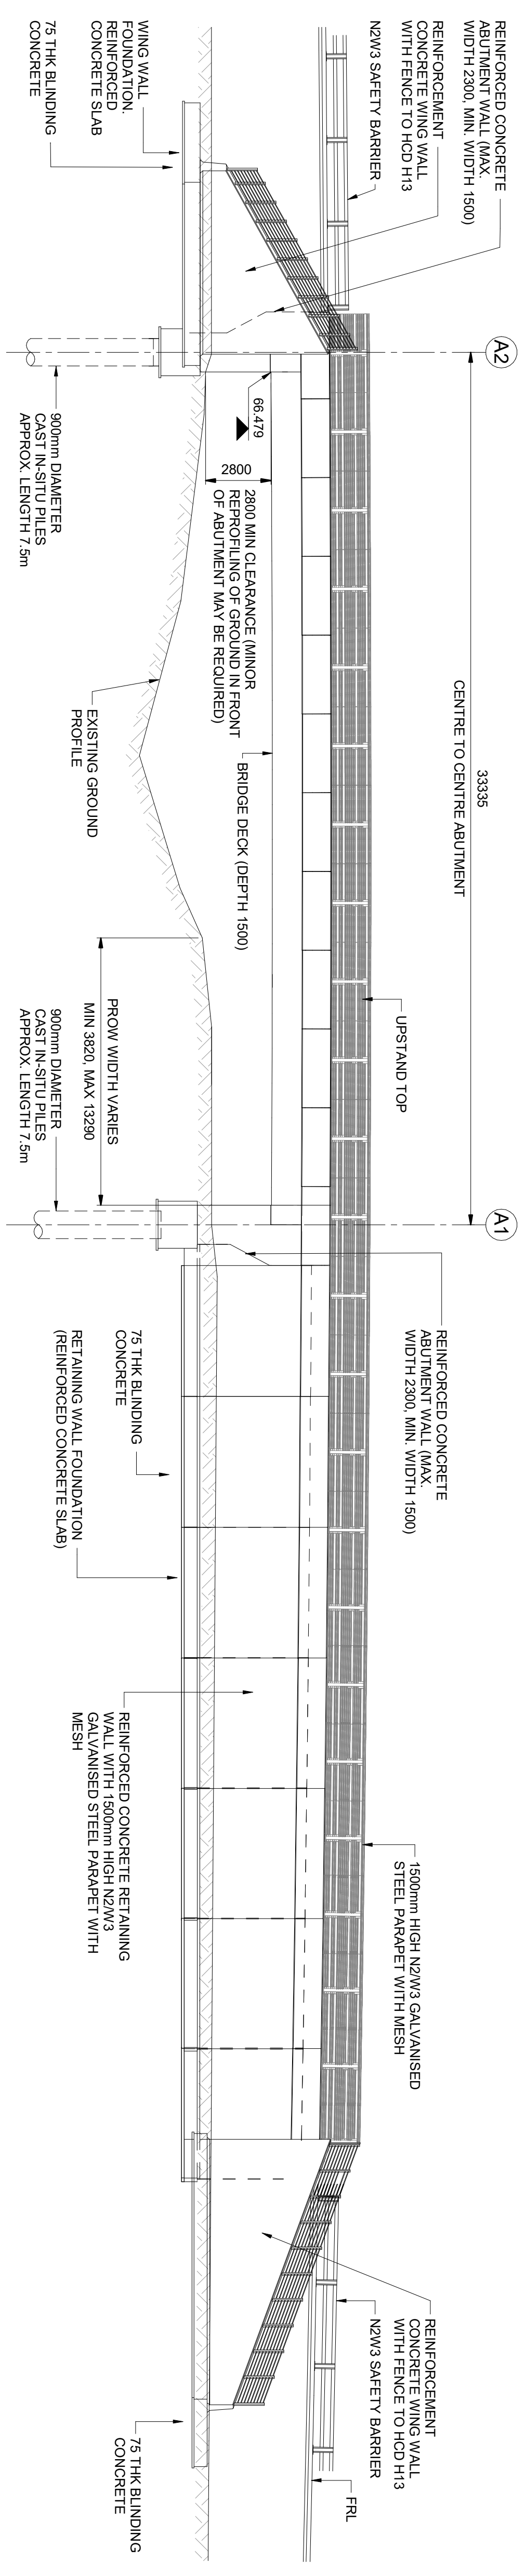 REINFORCED CONCRETE
ABUTMENT WALL (MAX.
WIDTH 2300, MIN. WIDTH 1500)
REINFORCEMENT
CONCRETE WING WALL
WITH FENCE TO HCD H13
N2W3 SAFETY BARRIER
WING WALL
FOUNDATION.
REINFORCED
CONCRETE SLAB
75 THK BLINDING
CONCRETE
A2
33335
CENTRE TO CENTRE ABUTMENT
66.479
2800
2800 MIN CLEARANCE (MINOR
REPROFILING OF GROUND IN FRONT
OF ABUTMENT MAY BE REQUIRED)
900mm DIAMETER
CAST IN-SITU PILES
APPROX. LENGTH 7.5m
EXISTING GROUND
PROFILE
BRIDGE DECK (DEPTH 1500)
UPSTAND TOP
PROW WIDTH VARIES
MIN 3820, MAX 13290
900mm DIAMETER
CAST IN-SITU PILES
APPROX. LENGTH 7.5m
A1
REINFORCED CONCRETE
ABUTMENT WALL (MAX.
WIDTH 2300, MIN. WIDTH 1500)
75 THK BLINDING
CONCRETE
RETAINING WALL FOUNDATION
(REINFORCED CONCRETE SLAB)
REINFORCED CONCRETE RETAINING
WALL WITH 1500mm HIGH N2/W3
GALVANISED STEEL PARAPET WITH
MESH
1500mm HIGH N2/W3 GALVANISED
STEEL PARAPET WITH MESH
REINFORCEMENT
CONCRETE WING WALL
WITH FENCE TO HCD H13
N2W3 SAFETY BARRIER
FRL
75 THK BLINDING
CONCRETE